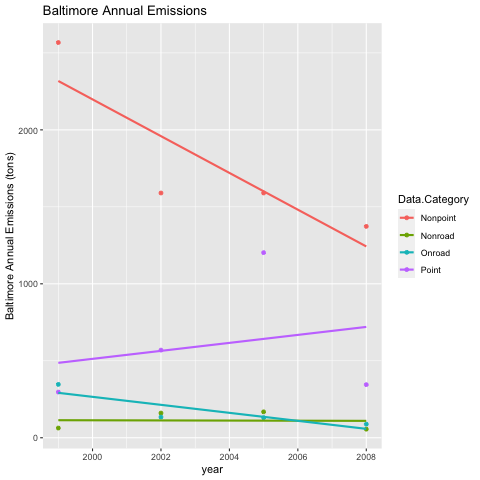 Baltimore Annual Emissions
Baltimore Annual Emissions (tons)
2000
1000
0
2000
2002
2004
2006
2008
year
Data.Category
Nonpoint
Nonroad
Onroad
Point